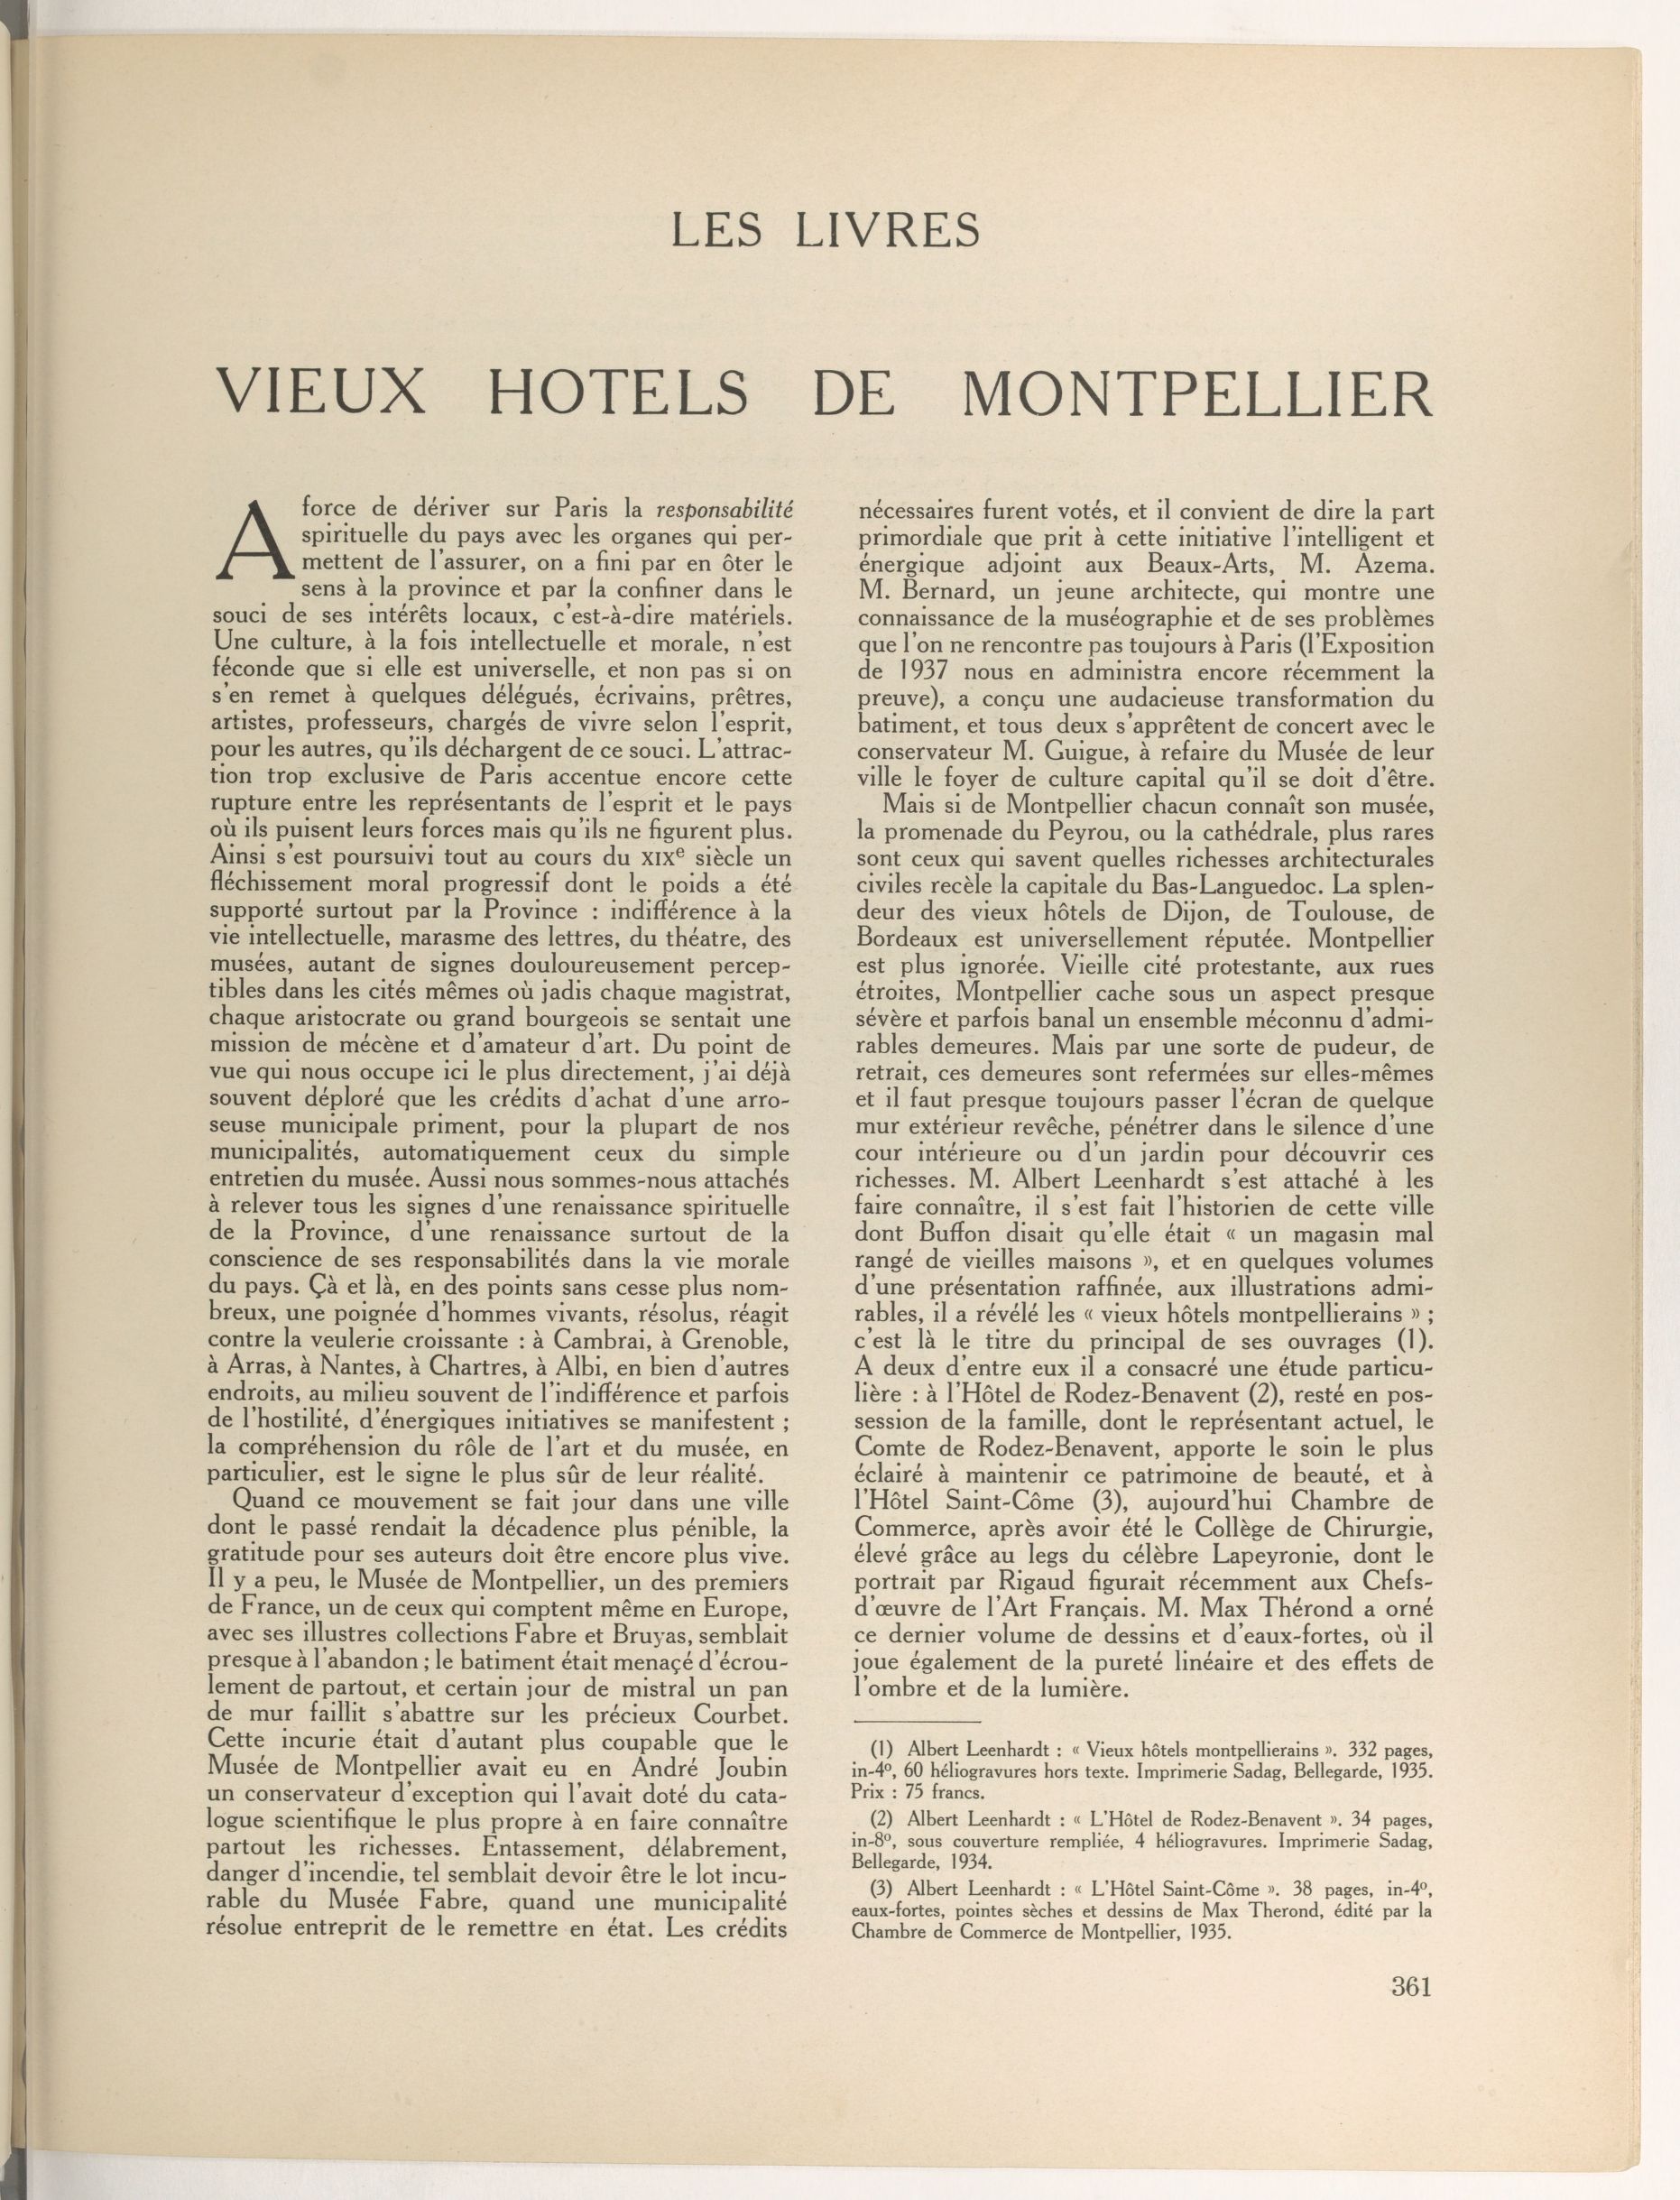 LES LIVRES
VIEUX HOTELS DE MONTPELLIER
A force de dériver sur Paris la responsabilité
spirituelle du pays avec les organes qui per-
mettent de l'assurer, on a fini par en ôter le
sens à la province et par la confiner dans le
souci de ses intérêts locaux, c'est-à-dire matériels.
Une culture, à la fois intellectuelle et morale, n'est
féconde que si elle est universelle, et non pas si on
s'en remet à quelques délégués, écrivains, prêtres,
artistes, professeurs, chargés de vivre selon l'esprit,
pour les autres, qu'ils déchargent de ce souci. L'attrac-
tion trop exclusive de Paris accentue encore cette
rupture entre les représentants de l'esprit et le pays
où ils puisent leurs forces mais qu'ils ne figurent plus.
Ainsi s'est poursuivi tout au cours du XIXe siècle un
fléchissement moral progressif dont le poids a été
supporté surtout par la Province : indifférence à la
vie intellectuelle, marasme des lettres, du théatre, des
musées, autant de signes douloureusement percep-
tibles dans les cités mêmes où jadis chaque magistrat,
chaque aristocrate ou grand bourgeois se sentait une
mission de mécène et d'amateur d'art. Du point de
vue qui nous occupe ici le plus directement, j'ai déjà
souvent déploré que les crédits d'achat d'une arro-
seuse municipale priment, pour la plupart de nos
municipalités, automatiquement ceux du simple
entretien du musée. Aussi nous sommes-nous attachés
à relever tous les signes d'une renaissance spirituelle
de la Province, d'une renaissance surtout de la
conscience de ses responsabilités dans la vie morale
du pays. Çà et là, en des points sans cesse plus nom-
breux, une poignée d'hommes vivants, résolus, réagit
contre la veulerie croissante : à Cambrai, à Grenoble,
à Arras, à Nantes, à Chartres, à Albi, en bien d'autres
endroits, au milieu souvent de l'indifférence et parfois
de l'hostilité, d'énergiques initiatives se manifestent ;
la compréhension du rôle de l'art et du musée, en
particulier, est le signe le plus sûr de leur réalité.
Quand ce mouvement se fait jour dans une ville
dont le passé rendait la décadence plus pénible, la
gratitude pour ses auteurs doit être encore plus vive.
Il y a peu, le Musée de Montpellier, un des premiers
de France, un de ceux qui comptent même en Europe,
avec ses illustres collections Fabre et Bruyas, semblait
presque à l'abandon ; le batiment était menaçé d'écrou-
lement de partout, et certain jour de mistral un pan
de mur faillit s'abattre sur les précieux Courbet.
Cette incurie était d'autant plus coupable que le
Musée de Montpellier avait eu en André Joubin
un conservateur d'exception qui l'avait doté du cata-
logue scientifique le plus propre à en faire connaître
partout les richesses. Entassement, délabrement,
danger d'incendie, tel semblait devoir être le lot incu-
rable du Musée Fabre, quand une municipalité
résolue entreprit de le remettre en état. Les crédits
nécessaires furent votés, et il convient de dire la part
primordiale que prit à cette initiative l'intelligent et
énergique adjoint aux Beaux-Arts, M. Azema.
M. Bernard, un jeune architecte, qui montre une
connaissance de la muséographie et de ses problèmes
que l'on ne rencontre pas toujours à Paris (l'Exposition
de 1937 nous en administra encore récemment la
preuve), a conçu une audacieuse transformation du
batiment, et tous deux s'apprêtent de concert avec le
conservateur M. Guigue, à refaire du Musée de leur
ville le foyer de culture capital qu'il se doit d'être.
Mais si de Montpellier chacun connaît son musée,
la promenade du Peyrou, ou la cathédrale, plus rares
sont ceux qui savent quelles richesses architecturales
civiles recèle la capitale du Bas-Languedoc. La splen-
deur des vieux hôtels de Dijon, de Toulouse, de
Bordeaux est universellement réputée. Montpellier
est plus ignorée. Vieille cité protestante, aux rues
étroites, Montpellier cache sous un aspect presque
sévère et parfois banal un ensemble méconnu d'admi-
rables demeures. Mais par une sorte de pudeur, de
retrait, ces demeures sont refermées sur elles-mêmes
et il faut presque toujours passer l'écran de quelque
mur extérieur revêche, pénétrer dans le silence d'une
cour intérieure ou d'un jardin pour découvrir ces
richesses. M. Albert Leenhardt s'est attaché à les
faire connaître, il s'est fait l'historien de cette ville
dont Buffon disait qu'elle était « un magasin mal
rangé de vieilles maisons », et en quelques volumes
d'une présentation raffinée, aux illustrations admi-
rables, il a révélé les « vieux hôtels montpellierains » ;
c'est là le titre du principal de ses ouvrages (1).
A deux d'entre eux il a consacré une étude particu-
lière : à l'Hôtel de Rodez-Benavent (2), resté en pos-
session de la famille, dont le représentant actuel, le
Comte de Rodez-Benavent, apporte le soin le plus
éclairé à maintenir ce patrimoine de beauté, et à
l'Hôtel Saint-Côme (3), aujourd'hui Chambre de
Commerce, après avoir été le Collège de Chirurgie,
élevé grâce au legs du célèbre Lapeyronie, dont le
portrait par Rigaud figurait récemment aux Chefs-
d'œuvre de l'Art Français. M. Max Thérond a orné
ce dernier volume de dessins et d'eaux-fortes, où il
joue également de la pureté linéaire et des effets de
l'ombre et de la lumière.
(1) Albert Leenhardt : « Vieux hôtels montpellierains ». 332 pages,
in-4º, 60 héliogravures hors texte. Imprimerie Sadag, Bellegarde, 1935.
Prix : 75 francs.
(2) Albert Leenhardt : « L'Hôtel de Rodez-Benavent ». 34 pages,
in-8º, sous couverture rempliée, 4 héliogravures. Imprimerie Sadag,
Bellegarde, 1934.
(3) Albert Leenhardt : « L'Hôtel Saint-Côme ». 38 pages, in-4º,
eaux-fortes, pointes sèches et dessins de Max Therond, édité par la
Chambre de Commerce de Montpellier, 1935.
361